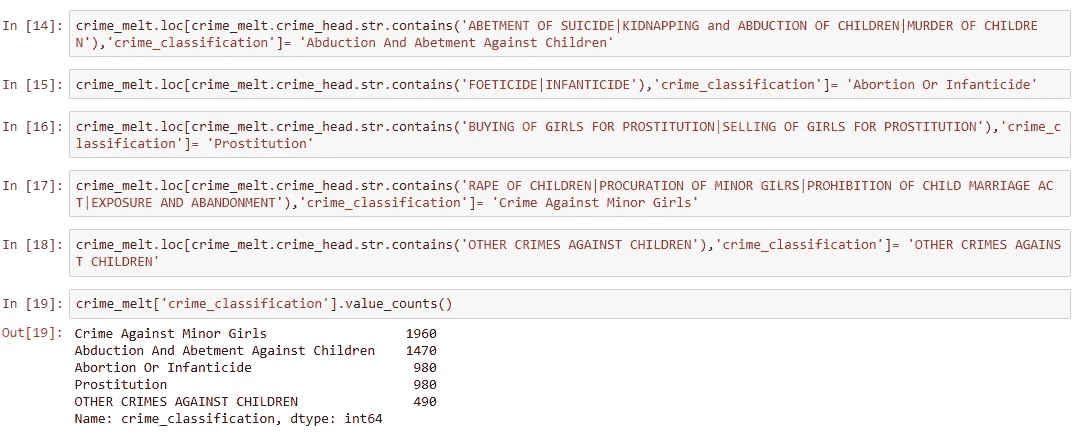 In [14]: crime_melt.loc[crime_melt.crime_head.str.contains('ABETMENT OF SUICIDE|KIDNAPPING and ABDUCTION OF CHILDREN|MURDER OF CHILDRE
N'),'crime_classification']= 'Abduction And Abetment Against Children'
In [15]: crime_melt.loc[crime_melt.crime_head.str.contains('FOETICIDE|INFANTICIDE'),'crime_classification']= 'Abortion Or Infanticide'
In [16]: crime_melt.loc[crime_melt.crime_head.str.contains('BUYING OF GIRLS FOR PROSTITUTION|SELLING OF GIRLS FOR PROSTITUTION'),'crime_c
lassification']= 'Prostitution'
In [17]: crime_melt.loc[crime_melt.crime_head.str.contains('RAPE OF CHILDREN|PROCURATION OF MINOR GILRS|PROHIBITION OF CHILD MARRIAGE AC
T|EXPOSURE AND ABANDONMENT'),'crime_classification']= 'Crime Against Minor Girls'
In [18]: crime_melt.loc[crime_melt.crime_head.str.contains('OTHER CRIMES AGAINST CHILDREN'),'crime_classification']= 'OTHER CRIMES AGAINS
T CHILDREN'
In [19]: crime_melt['crime_classification'].value_counts()
Out[19]: Crime Against Minor Girls 1960
Abduction And Abetment Against Children 1470
Abortion Or Infanticide 980
Prostitution 980
OTHER CRIMES AGAINST CHILDREN 490
Name: crime_classification, dtype: int64